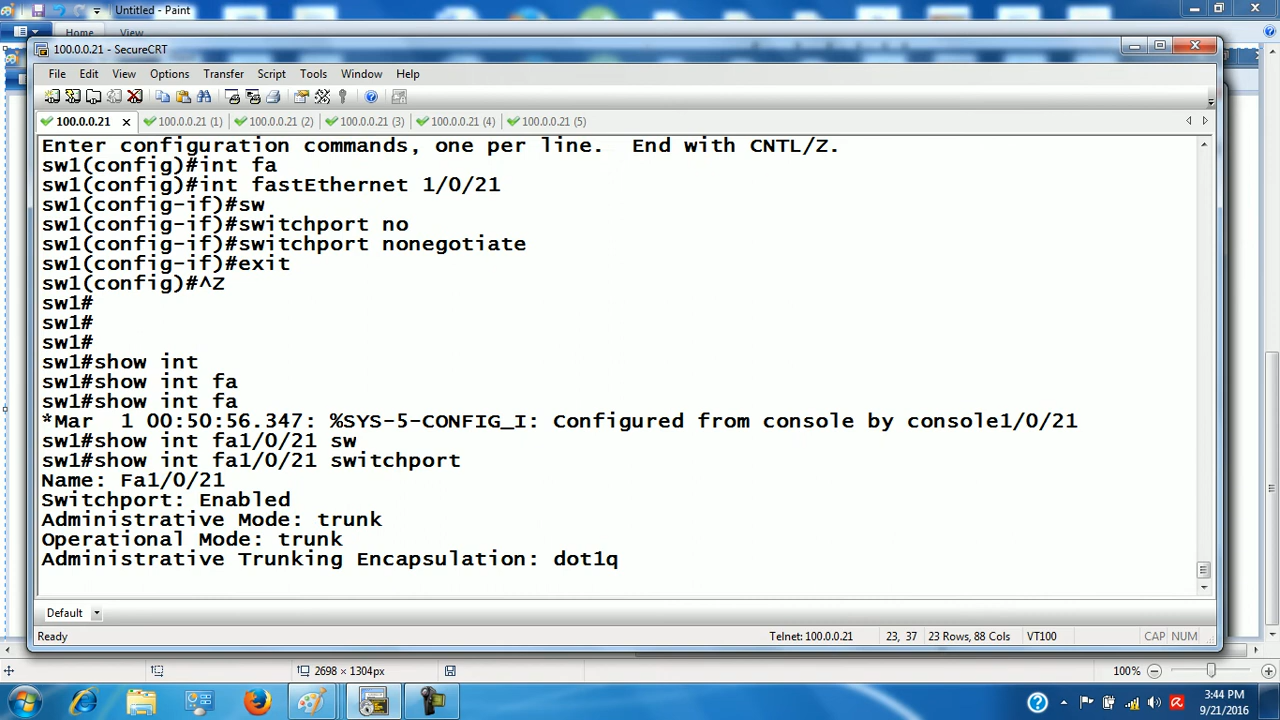 Untitled - Paint
Home
100.0.0.21 - SecureCRT
File Edit View Options Transfer Script Tools Window Help
100.0.0.21 100.0.0.21 (1) 100.0.0.21 (2) 100.0.0.21 (3) 100.0.0.21 (4) 100.0.0.21 (5)
Enter configuration commands, one per line.  End with CNTL/Z.
sw1(config)#int fa
sw1(config)#int fastEthernet 1/0/21
sw1(config-if)#sw
sw1(config-if)#switchport no
sw1(config-if)#switchport nonegotiate
sw1(config-if)#exit
sw1(config)#^Z
sw1#
sw1#
sw1#
sw1#show int
sw1#show int fa
sw1#show int fa
*Mar  1 00:50:56.347: %SYS-5-CONFIG_I: Configured from console by console1/0/21
sw1#show int fa1/0/21 sw
sw1#show int fa1/0/21 switchport
Name: Fa1/0/21
Switchport: Enabled
Administrative Mode: trunk
Operational Mode: trunk
Administrative Trunking Encapsulation: dot1q
Default
Ready Telnet: 100.0.0.21 23, 37 23 Rows, 88 Cols VT100 CAP NUM
2698 × 1304px 100%
3:44 PM
9/21/2016